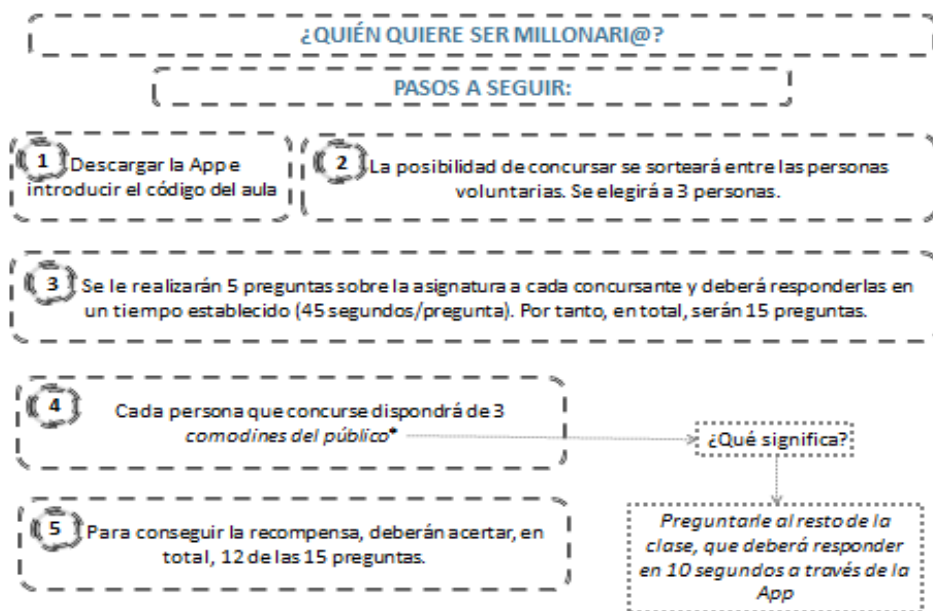 ¿QUIÉN QUIERE SER MILLONARI@?
PASOS A SEGUIR:
1 Descargar la App e
introducir el código del aula
2 La posibilidad de concursar se sorteará entre las personas
voluntarias. Se elegirá a 3 personas.
3 Se le realizarán 5 preguntas sobre la asignatura a cada concursante y deberá responderlas en
un tiempo establecido (45 segundos/pregunta). Por tanto, en total, serán 15 preguntas.
4 Cada persona que concurse dispondrá de 3
comodines del público*
¿Qué significa?
Preguntarle al resto de la
clase, que deberá responder
en 10 segundos a través de la
App
5 Para conseguir la recompensa, deberán acertar, en
total, 12 de las 15 preguntas.